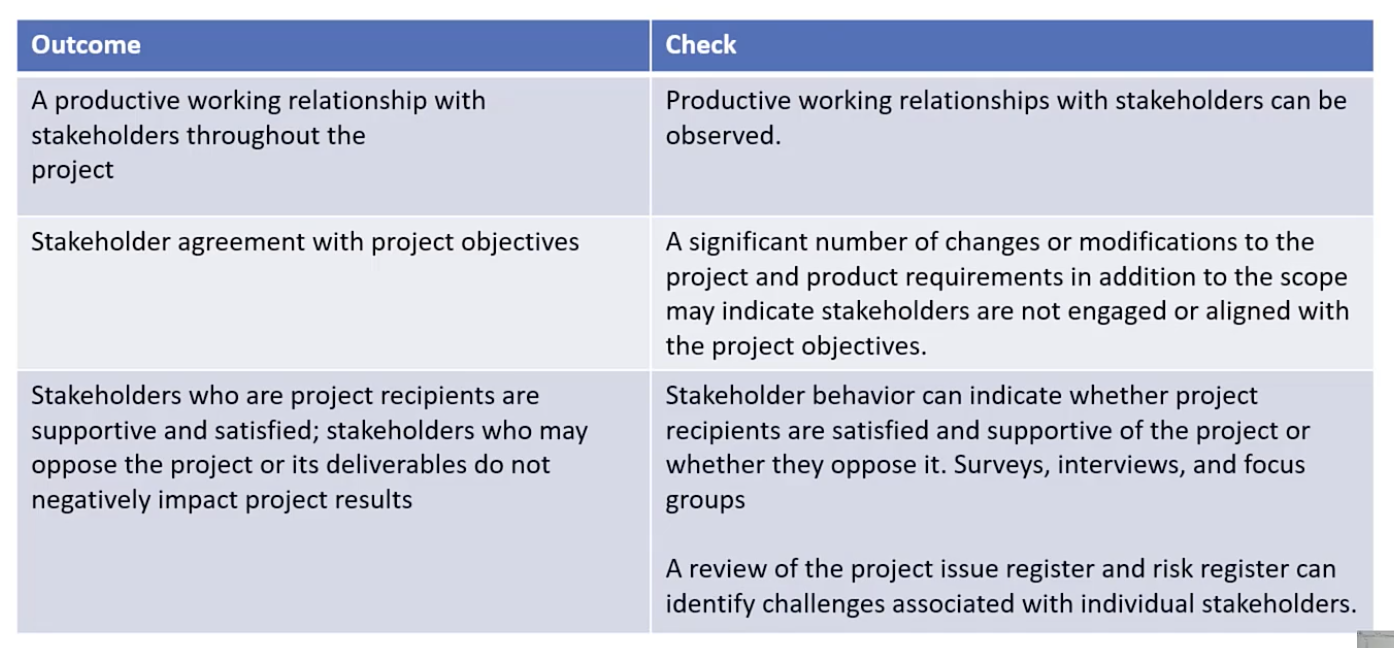 Outcome
Check
A productive working relationship with
stakeholders throughout the
project
Productive working relationships with stakeholders can be
observed.
Stakeholder agreement with project objectives
A significant number of changes or modifications to the
project and product requirements in addition to the scope
may indicate stakeholders are not engaged or aligned with
the project objectives.
Stakeholders who are project recipients are
supportive and satisfied; stakeholders who may
oppose the project or its deliverables do not
negatively impact project results
Stakeholder behavior can indicate whether project
recipients are satisfied and supportive of the project or
whether they oppose it. Surveys, interviews, and focus
groups
A review of the project issue register and risk register can
identify challenges associated with individual stakeholders.